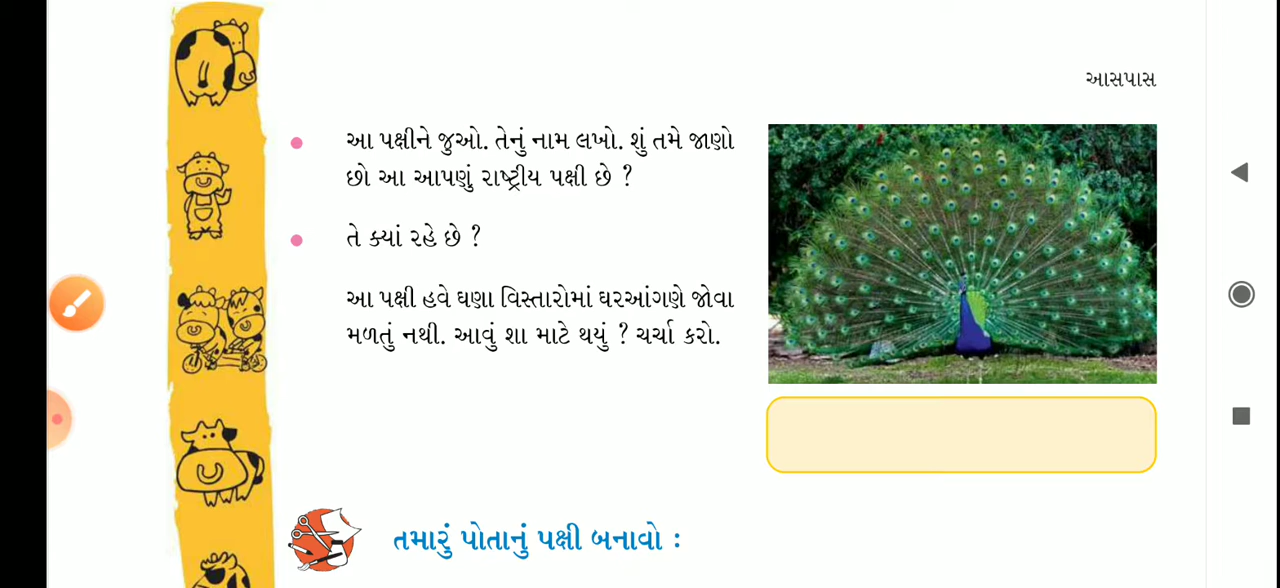 આસપાસ
આ પક્ષીને જુઓ. તેનું નામ લખો. શું તમે જાણો
છો આ આપણું રાષ્ટ્રીય પક્ષી છે ?
તે ક્યાં રહે છે ?
આ પક્ષી હવે ઘણા વિસ્તારોમાં ઘરઆંગણે જોવા
મળતું નથી. આવું શા માટે થયું ? ચર્ચા કરો.
તમારું પોતાનું પક્ષી બનાવો :